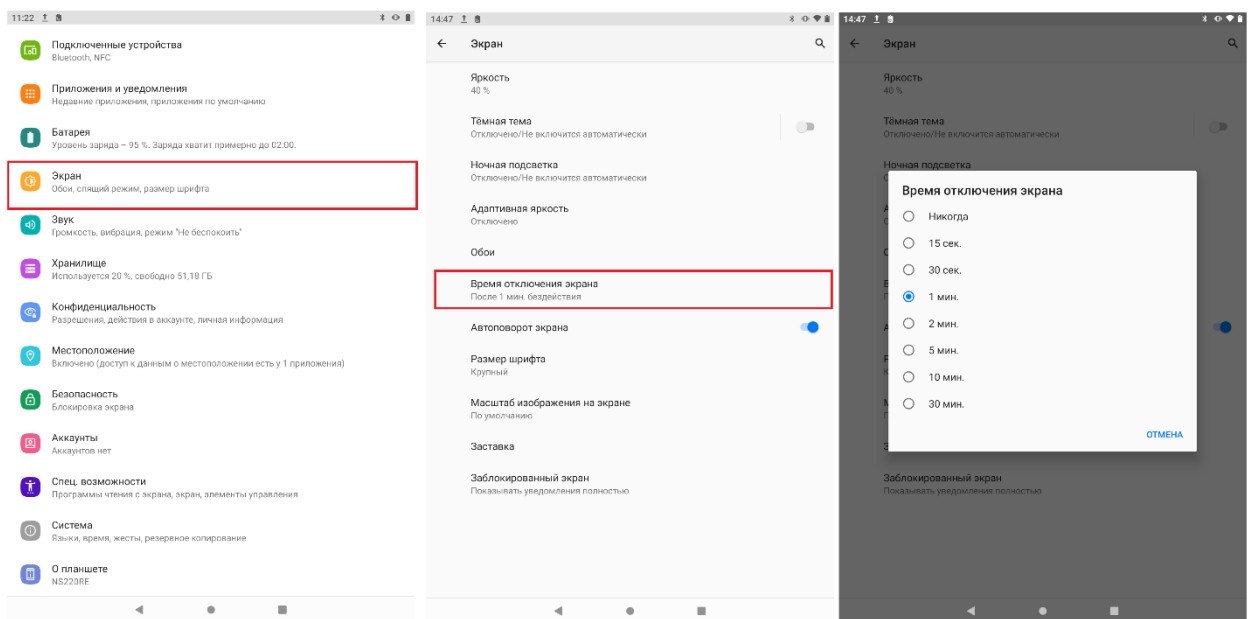 11:22
Подключенные устройства
Bluetooth, NFC
Приложения и уведомления
Недавние приложения, приложения по умолчанию
Батарея
Уровень заряда – 95 %. Заряда хватит примерно до 02:00.
Экран
Обои, спящий режим, размер шрифта
Звук
Громкость, вибрация, режим "Не беспокоить"
Хранилище
Используется 20 %, свободно 51,18 ГБ
Конфиденциальность
Разрешения, действия в аккаунте, личная информация
Местоположение
Включено (доступ к данным о местоположении есть у 1 приложения)
Безопасность
Блокировка экрана
Аккаунты
Аккаунтов нет
Спец. возможности
Программы чтения с экрана, экран, элементы управления
Система
Языки, время, жесты, резервное копирование
О планшете
NS220RE
14:47
Экран
Яркость
40 %
Тёмная тема
Отключено/Не включится автоматически
Ночная подсветка
Отключено/Не включится автоматически
Адаптивная яркость
Отключено
Обои
Время отключения экрана
После 1 мин. бездействия
Автоповорот экрана
Размер шрифта
Крупный
Масштаб изображения на экране
По умолчанию
Заставка
Заблокированный экран
Показывать уведомления полностью
14:47
Экран
Яркость
40 %
Тёмная тема
Отключено/Не включится автоматически
Ночная подсветка
Время отключения экрана
Никогда
15 сек.
30 сек.
1 мин.
2 мин.
5 мин.
10 мин.
30 мин.
ОТМЕНА
Заблокированный экран
Показывать уведомления полностью